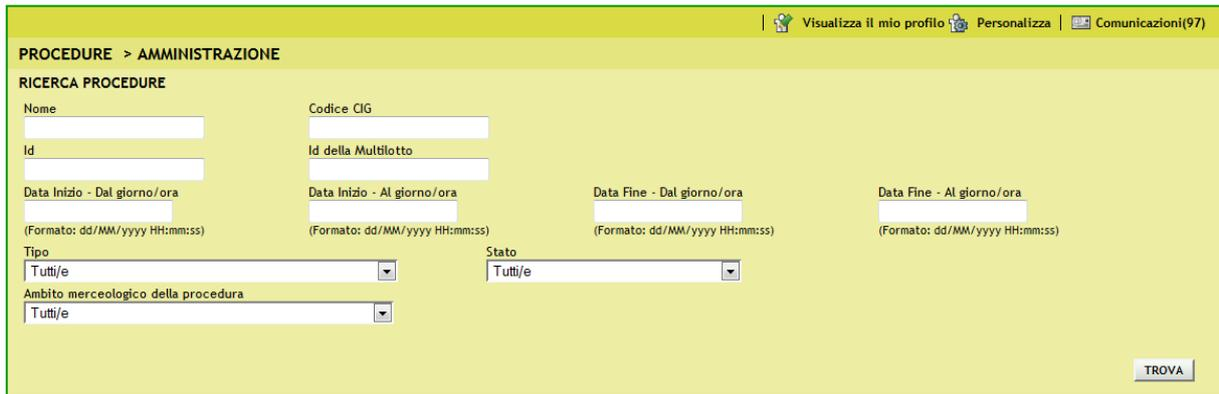 Visualizza il mio profilo Personalizza Comunicazioni(97)
PROCEDURE > AMMINISTRAZIONE
RICERCA PROCEDURE
Nome Codice CIG
Id Id della Multilotto
Data Inizio - Dal giorno/ora Data Inizio - Al giorno/ora Data Fine - Dal giorno/ora Data Fine - Al giorno/ora
(Formato: dd/MM/yyyy HH:mm:ss) (Formato: dd/MM/yyyy HH:mm:ss) (Formato: dd/MM/yyyy HH:mm:ss) (Formato: dd/MM/yyyy HH:mm:ss)
Tipo Stato
Tutti/e Tutti/e
Ambito merceologico della procedura
Tutti/e
TROVA